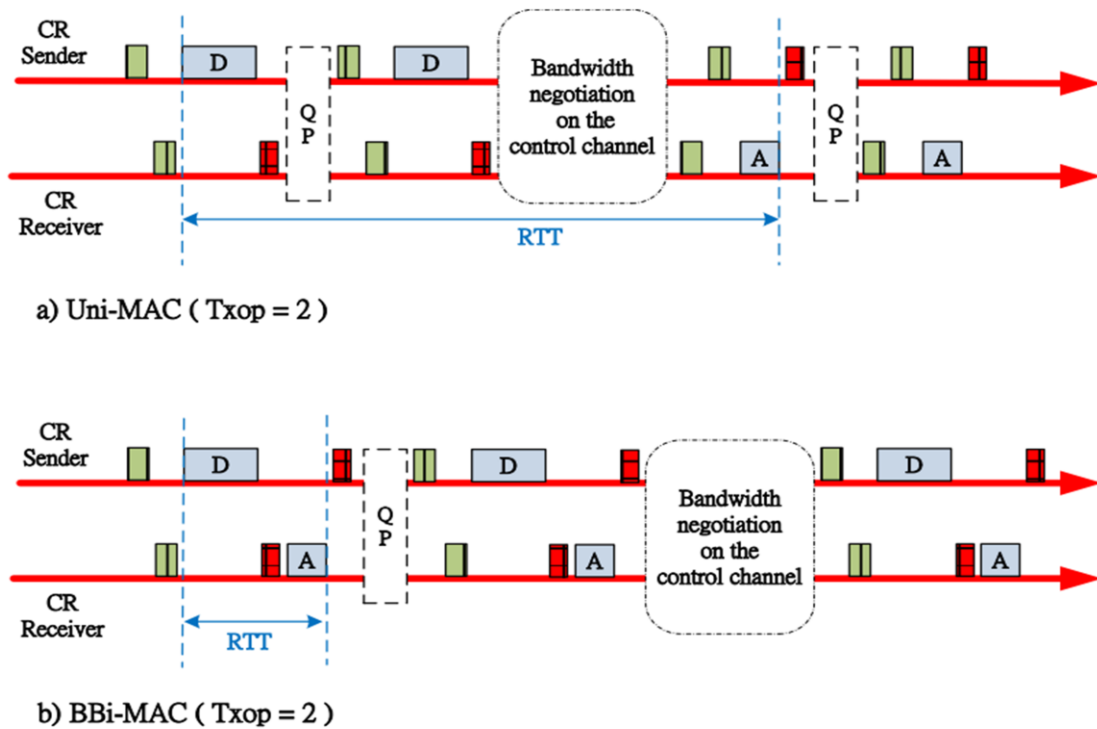 CR
Sender
D
Q
P
D
Bandwidth
negotiation
on the
control channel
Q
P
A
A
CR
Receiver
RTT
a) Uni-MAC ( Txop = 2 )
CR
Sender
D
Q
P
D
Bandwidth
negotiation
on the
control channel
D
A
A
A
CR
Receiver
RTT
b) BBi-MAC ( Txop = 2 )